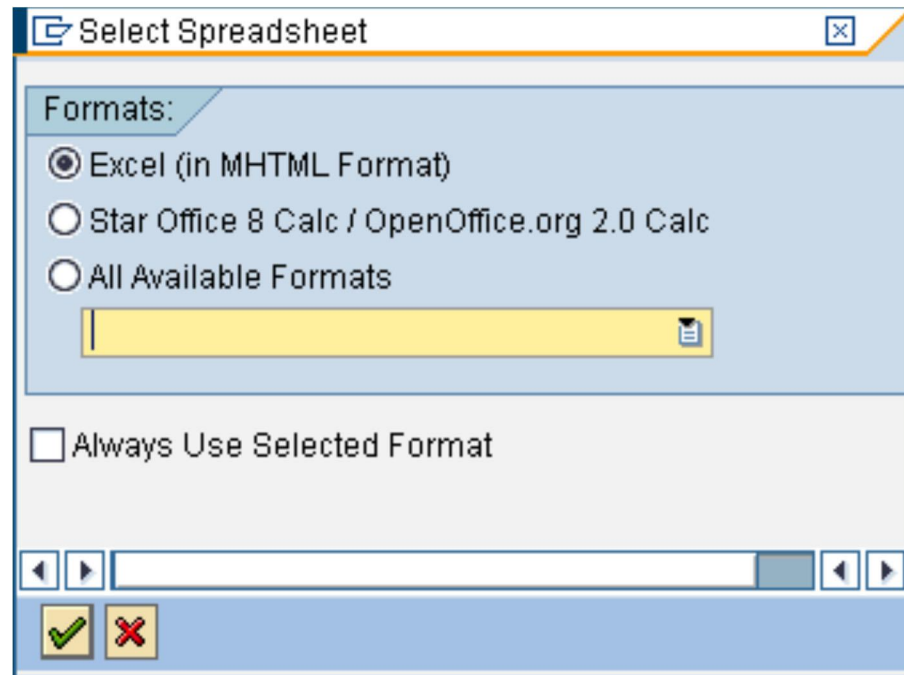 Select Spreadsheet
Formats:
Excel (in MHTML Format)
Star Office 8 Calc / OpenOffice.org 2.0 Calc
All Available Formats
Always Use Selected Format